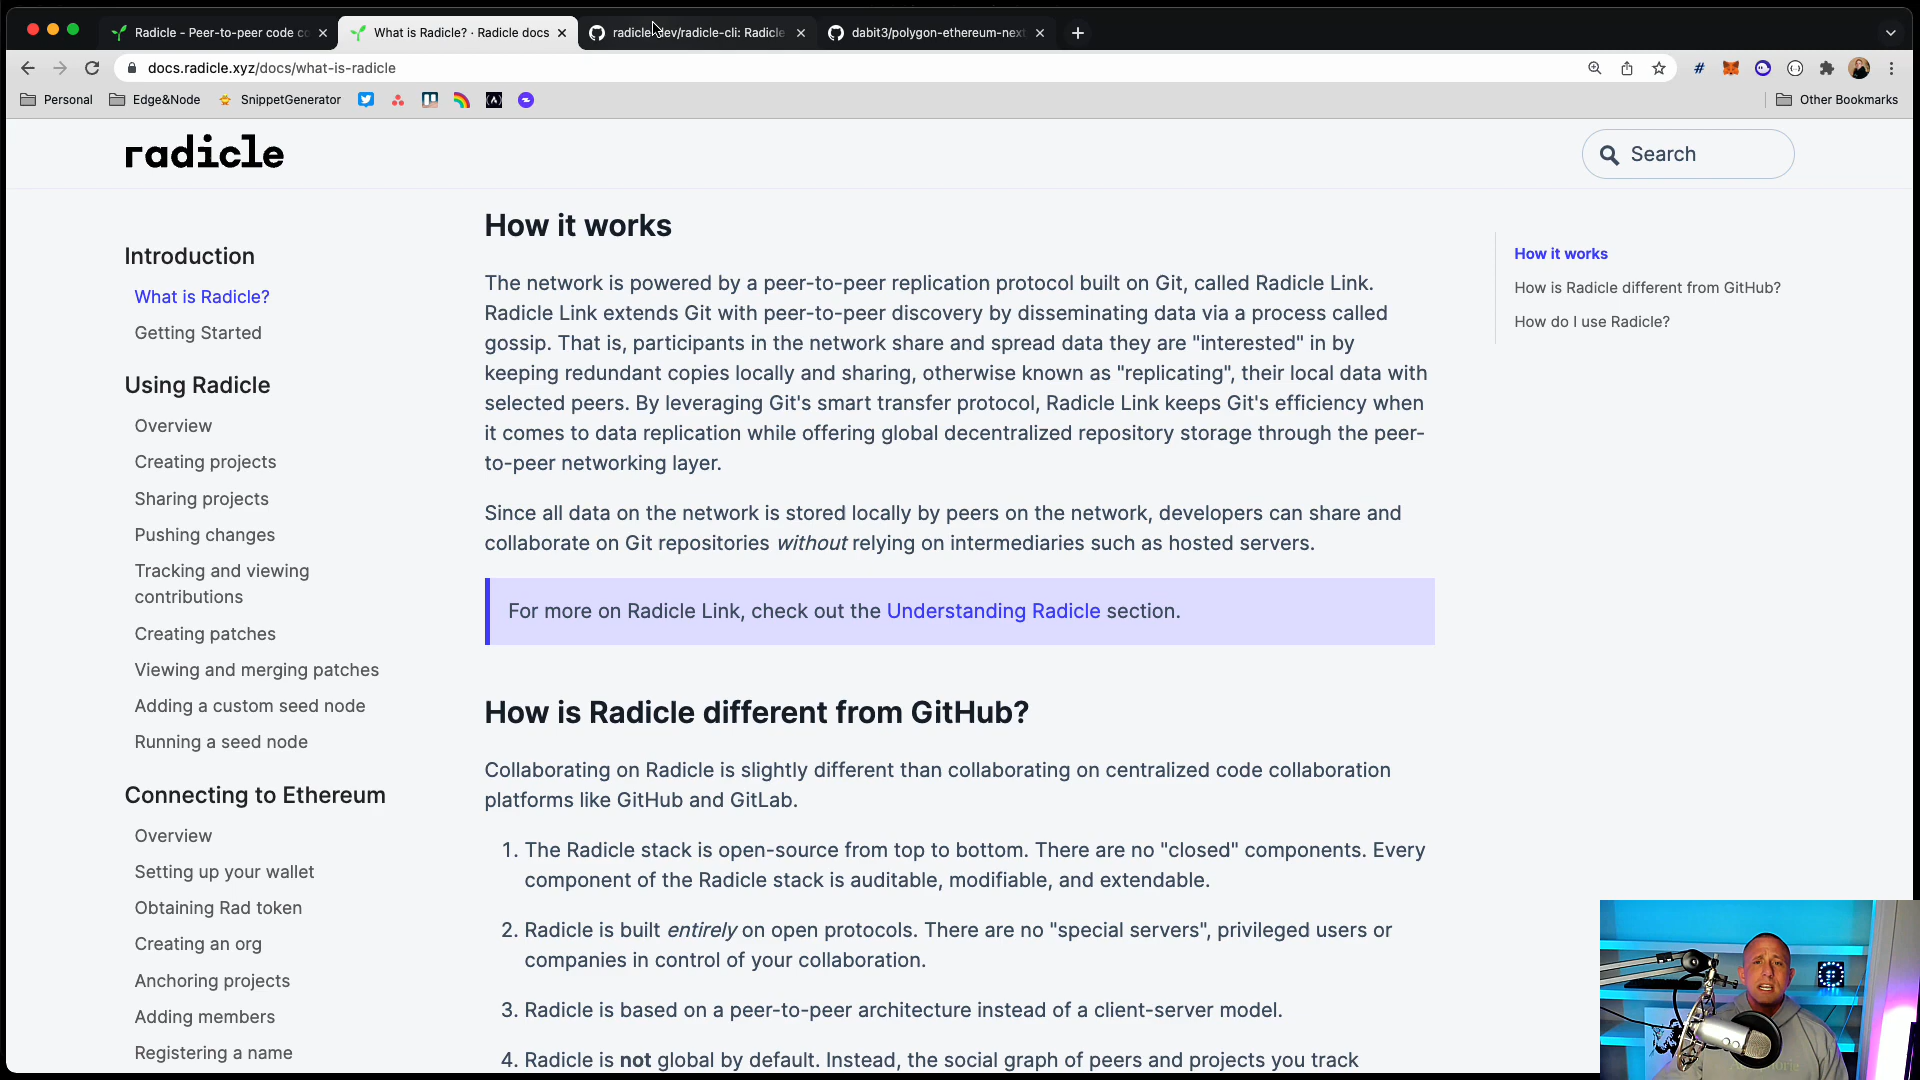 Radicle - Peer-to-peer code co
What is Radicle? · Radicle docs
radicle-dev/radicle-cli: Radicle
dabit3/polygon-ethereum-next
docs.radicle.xyz/docs/what-is-radicle
Personal
Edge&Node
SnippetGenerator
Other Bookmarks
radicle
Search
Introduction
What is Radicle?
Getting Started
Using Radicle
Overview
Creating projects
Sharing projects
Pushing changes
Tracking and viewing
contributions
Creating patches
Viewing and merging patches
Adding a custom seed node
Running a seed node
Connecting to Ethereum
Overview
Setting up your wallet
Obtaining Rad token
Creating an org
Anchoring projects
Adding members
Registering a name
How it works
The network is powered by a peer-to-peer replication protocol built on Git, called Radicle Link.
Radicle Link extends Git with peer-to-peer discovery by disseminating data via a process called
gossip. That is, participants in the network share and spread data they are "interested" in by
keeping redundant copies locally and sharing, otherwise known as "replicating", their local data with
selected peers. By leveraging Git's smart transfer protocol, Radicle Link keeps Git's efficiency when
it comes to data replication while offering global decentralized repository storage through the peer-
to-peer networking layer.
Since all data on the network is stored locally by peers on the network, developers can share and
collaborate on Git repositories without relying on intermediaries such as hosted servers.
For more on Radicle Link, check out the Understanding Radicle section.
How is Radicle different from GitHub?
Collaborating on Radicle is slightly different than collaborating on centralized code collaboration
platforms like GitHub and GitLab.
1. The Radicle stack is open-source from top to bottom. There are no "closed" components. Every
component of the Radicle stack is auditable, modifiable, and extendable.
2. Radicle is built entirely on open protocols. There are no "special servers", privileged users or
companies in control of your collaboration.
3. Radicle is based on a peer-to-peer architecture instead of a client-server model.
4. Radicle is not global by default. Instead, the social graph of peers and projects you track
How it works
How is Radicle different from GitHub?
How do I use Radicle?